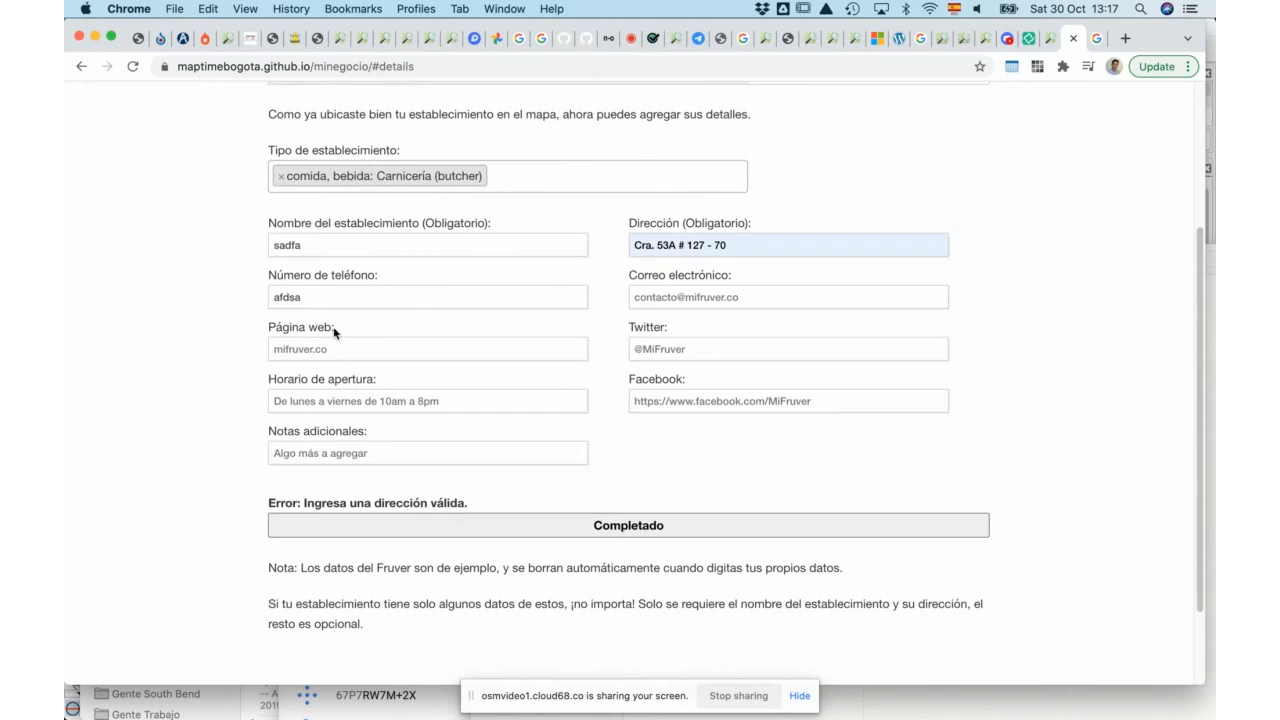 Chrome File Edit View History Bookmarks Profiles Tab Window Help Sat 30 Oct 13:17
maptimebogota.github.io/minegocio/#details Update
Como ya ubicaste bien tu establecimiento en el mapa, ahora puedes agregar sus detalles.
Tipo de establecimiento:
×comida, bebida: Carnicería (butcher)
Nombre del establecimiento (Obligatorio): Dirección (Obligatorio):
sadfa Cra. 53A # 127 - 70
Número de teléfono: Correo electrónico:
afdsa contacto@mifruver.co
Página web: Twitter:
mifruver.co @MiFruver
Horario de apertura: Facebook:
De lunes a viernes de 10am a 8pm https://www.facebook.com/MiFruver
Notas adicionales:
Algo más a agregar
Error: Ingresa una dirección válida.
Completado
Nota: Los datos del Fruver son de ejemplo, y se borran automáticamente cuando digitas tus propios datos.
Si tu establecimiento tiene solo algunos datos de estos, ¡no importa! Solo se requiere el nombre del establecimiento y su dirección, el
resto es opcional.
Gente South Bend -- A 67P7RW7M+2X osmvideo1.cloud68.co is sharing your screen. Stop sharing Hide
Gente Trabajo